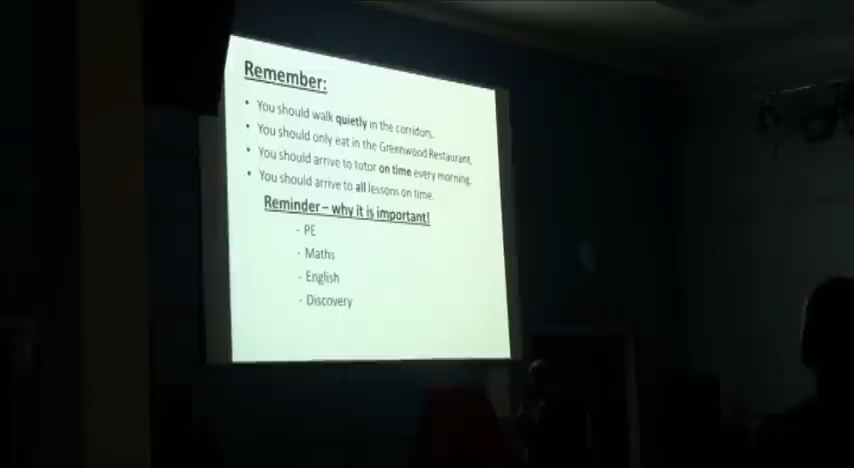 Remember:
• You should walk quietly in the corridors.
• You should only eat in the Greenwood Restaurant.
• You should arrive to tutor on time every morning.
• You should arrive to all lessons on time.
Reminder – why it is important!
- PE
- Maths
- English
- Discovery